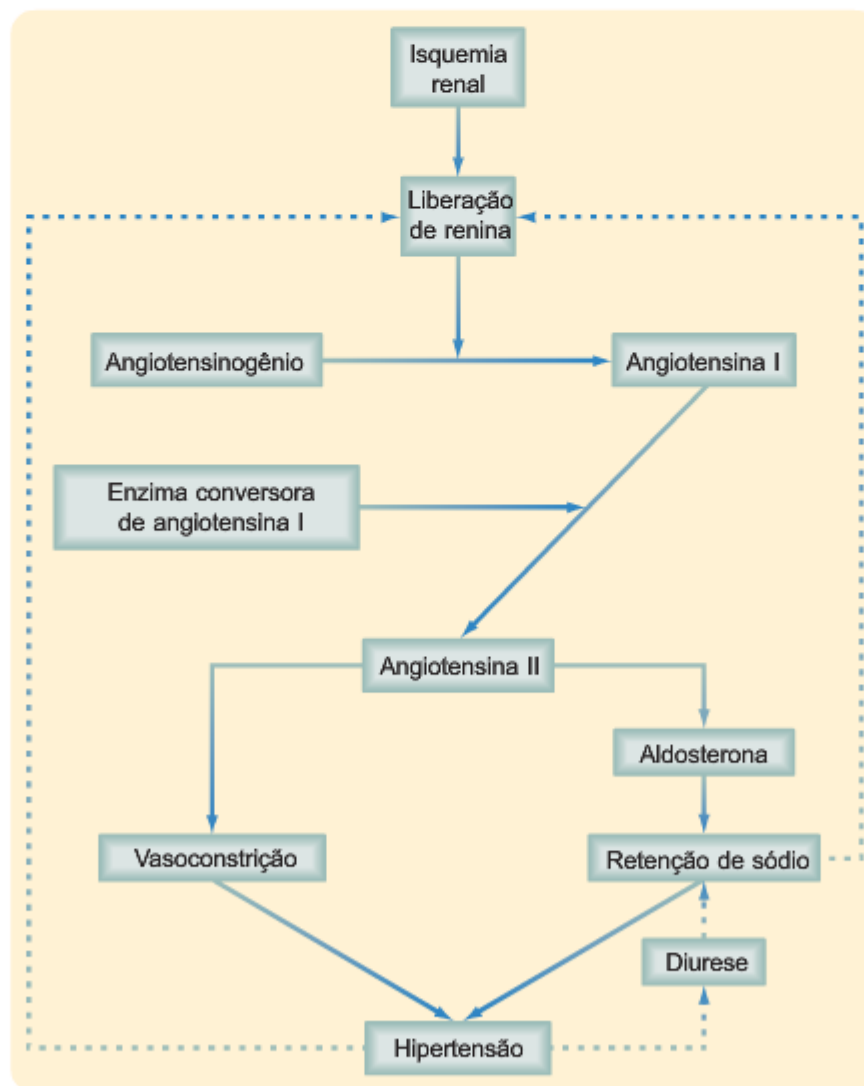 Isquemia
renal
Liberação
de renina
Angiotensinogênio
Angiotensina I
Enzima conversora
de angiotensina I
Angiotensina II
Aldosterona
Vasoconstrição
Retenção de sódio
Diurese
Hipertensão